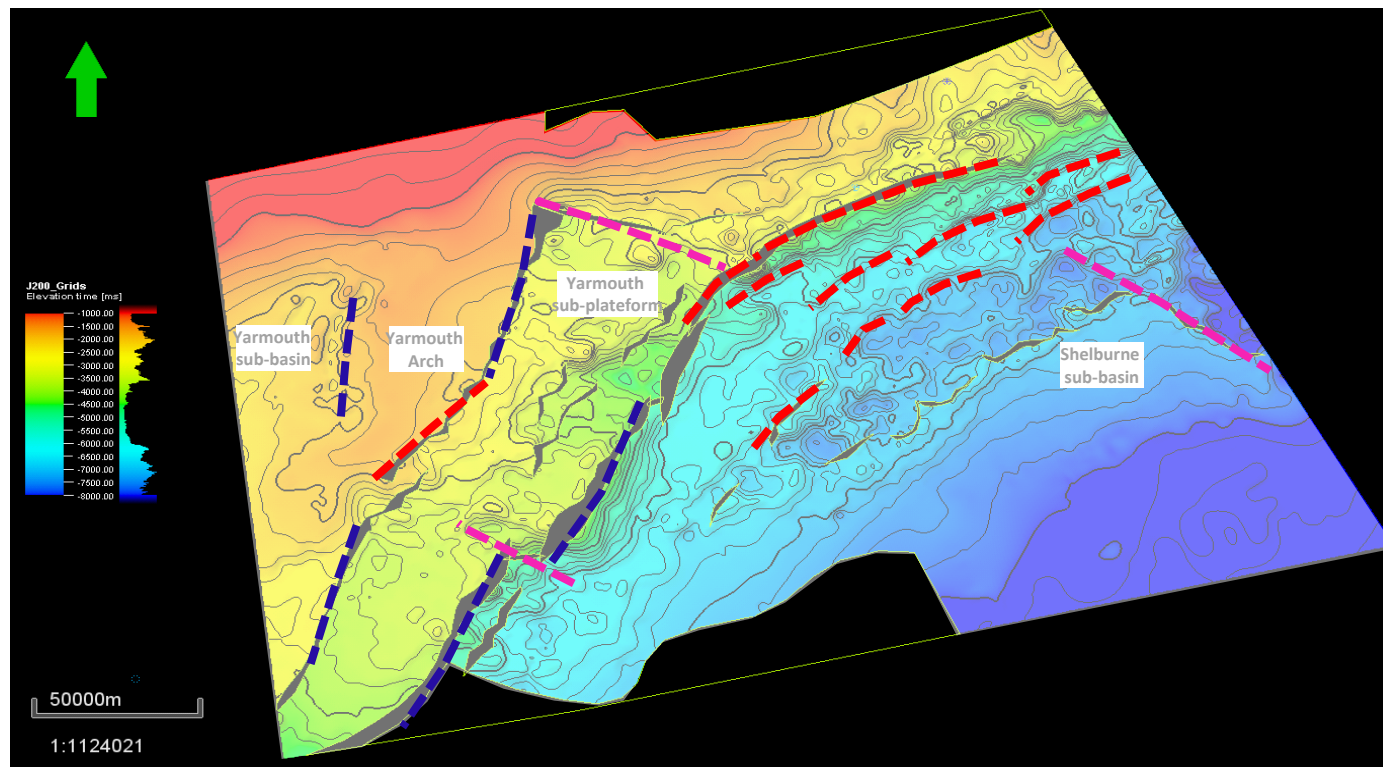 J200_Grids
Elevation time [ms]
-1000.00
-1500.00
-2000.00
-2500.00
-3000.00
-3500.00
-4000.00
-4500.00
-5000.00
-5500.00
-6000.00
-6500.00
-7000.00
-7500.00
-8000.00
Yarmouth
sub-basin
Yarmouth
Arch
Yarmouth
sub-plateform
Shelburne
sub-basin
50000m
1:1124021